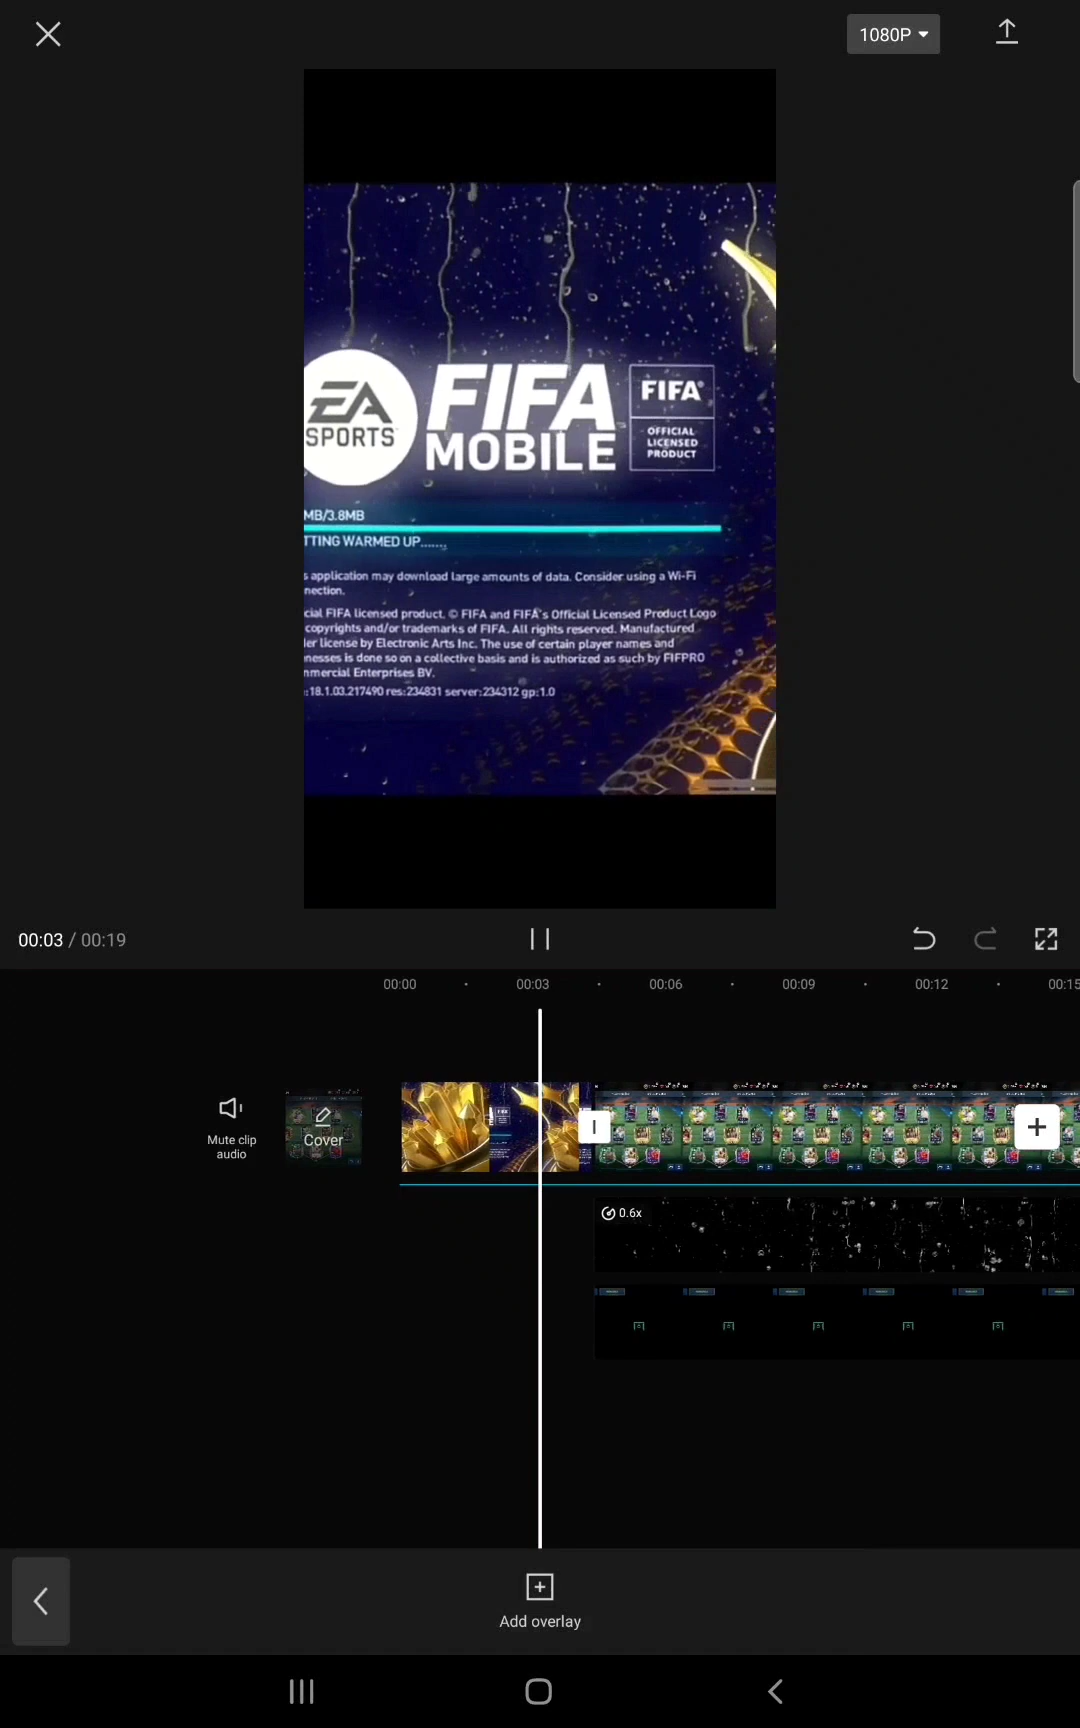 1080P
EA
SPORTS
FIFA
MOBILE
FIFA
OFFICIAL
LICENSED
PRODUCT
MB/3.8MB
TTING WARMED UP.......
s application may download large amounts of data. Consider using a Wi-Fi
nection.
cial FIFA licensed product. © FIFA and FIFA's Official Licensed Product Logo
copyrights and/or trademarks of FIFA. All rights reserved. Manufactured
er license by Electronic Arts Inc. The use of certain player names and
nesses is done so on a collective basis and is authorized as such by FIFPRO
nmercial Enterprises BV.
:18.1.03.217490 res:234831 server:234312 gp:1.0
00:03 / 00:19
00:00 00:03 00:06 00:09 00:12 00:15
Mute clip
audio
Cover
0.6x
Add overlay